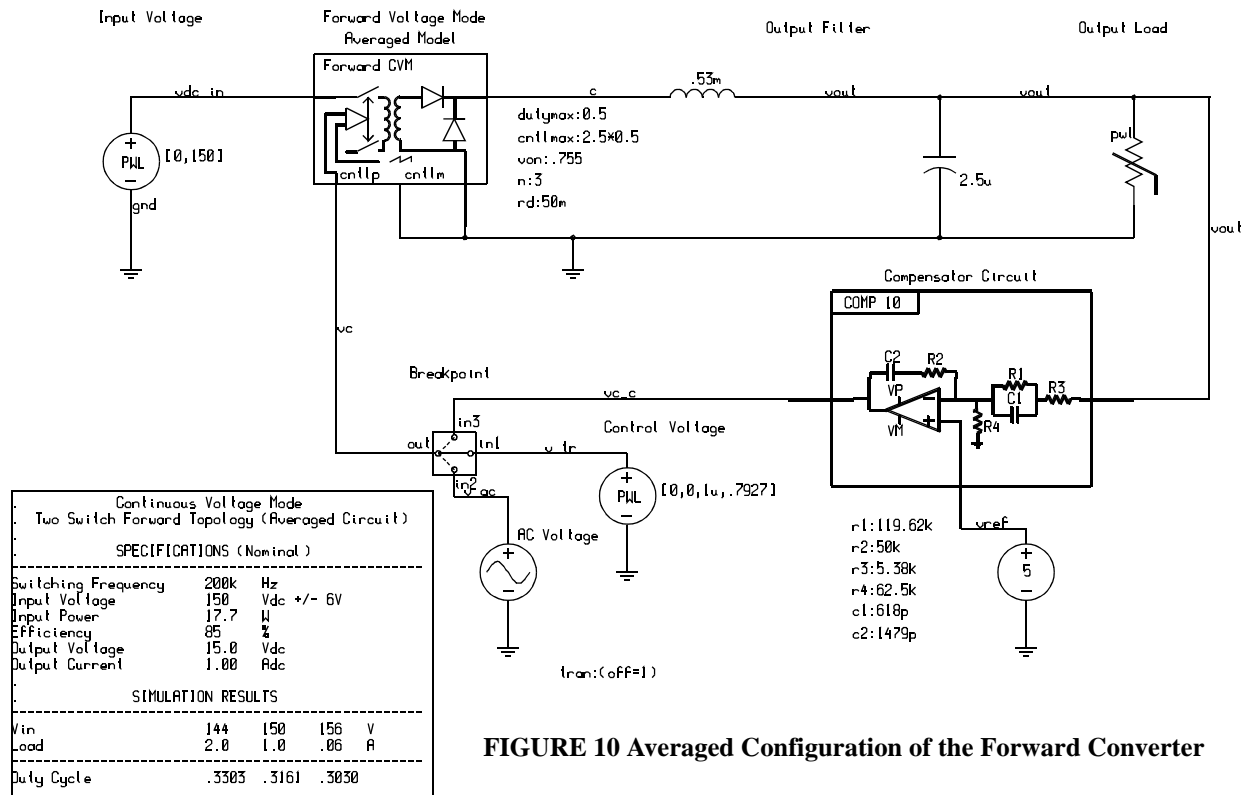 Input Voltage
Forward Voltage Mode
Averaged Model
Output Filter
Output Load
Forward CVM
vdc_in
c
.53m
vout
vout
PWL
[0,150]
gnd
cntlp
cntlm
dutymax:0.5
cntlmax:2.5*0.5
von:.755
n:3
rd:50m
2.5u
pwl
vout
vc
Compensator Circuit
COMP 10
C2
R2
R1
R3
C1
VP
VM
R4
Breakpoint
vc_c
in3
Control Voltage
out
in1
v_tr
in2
v_ac
PWL
[0,0,1u,.7927]
AC Voltage
vref
5
r1:119.62k
r2:50k
r3:5.38k
r4:62.5k
c1:618p
c2:1479p
tran:(off=1)
. Continuous Voltage Mode
. Two Switch Forward Topology (Averaged Circuit)
.
. SPECIFICATIONS (Nominal)
Switching Frequency 200k Hz
Input Voltage 150 Vdc +/- 6V
Input Power 17.7 W
Efficiency 85 %
Output Voltage 15.0 Vdc
Output Current 1.00 Adc
.
. SIMULATION RESULTS
Vin 144 150 156 V
Load 2.0 1.0 .06 A
Duty Cycle .3303 .3161 .3030
FIGURE 10 Averaged Configuration of the Forward Converter